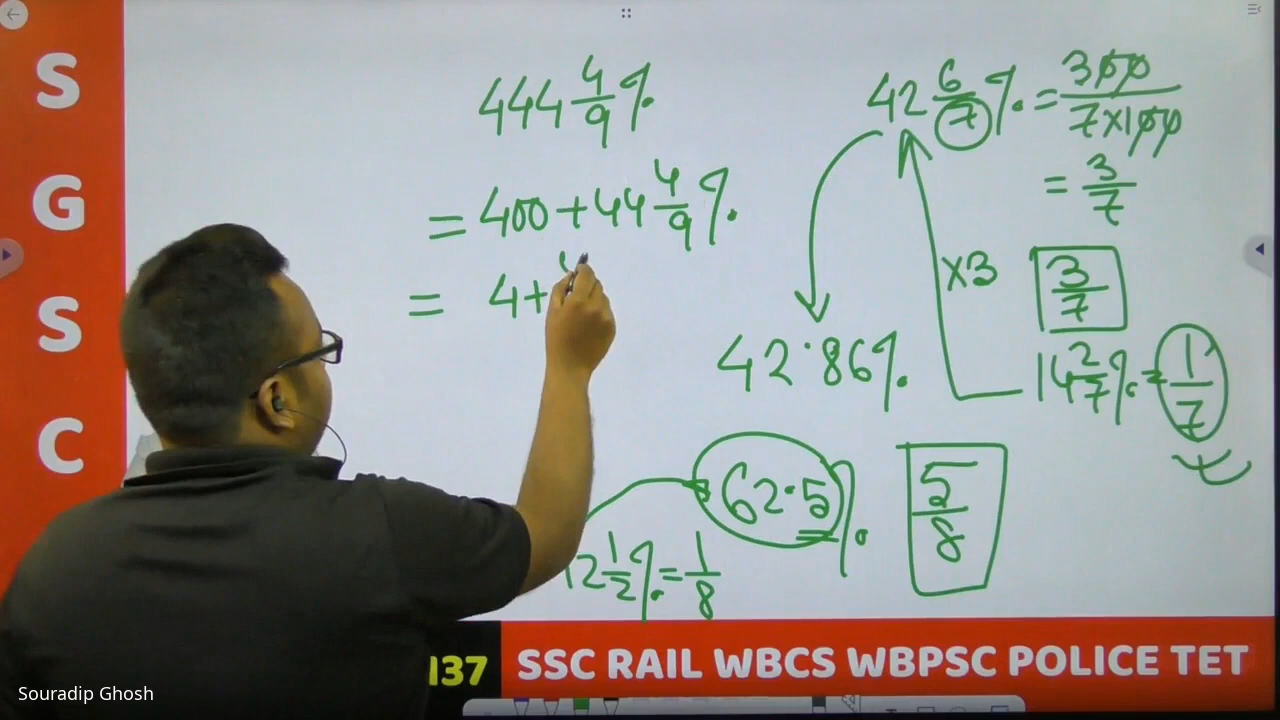 S
G
S
C
444 4/9 %
= 400 + 44 4/9 %.
= 4 +
42 6/7 %. = 300/7×100
= 3/7
×3
3/7
42·86%.
14 2/7 %. = 1/7
62·5%.
5/8
12 1/2 %. = 1/8
137
SSC RAIL WBCS WBPSC POLICE TET
Souradip Ghosh